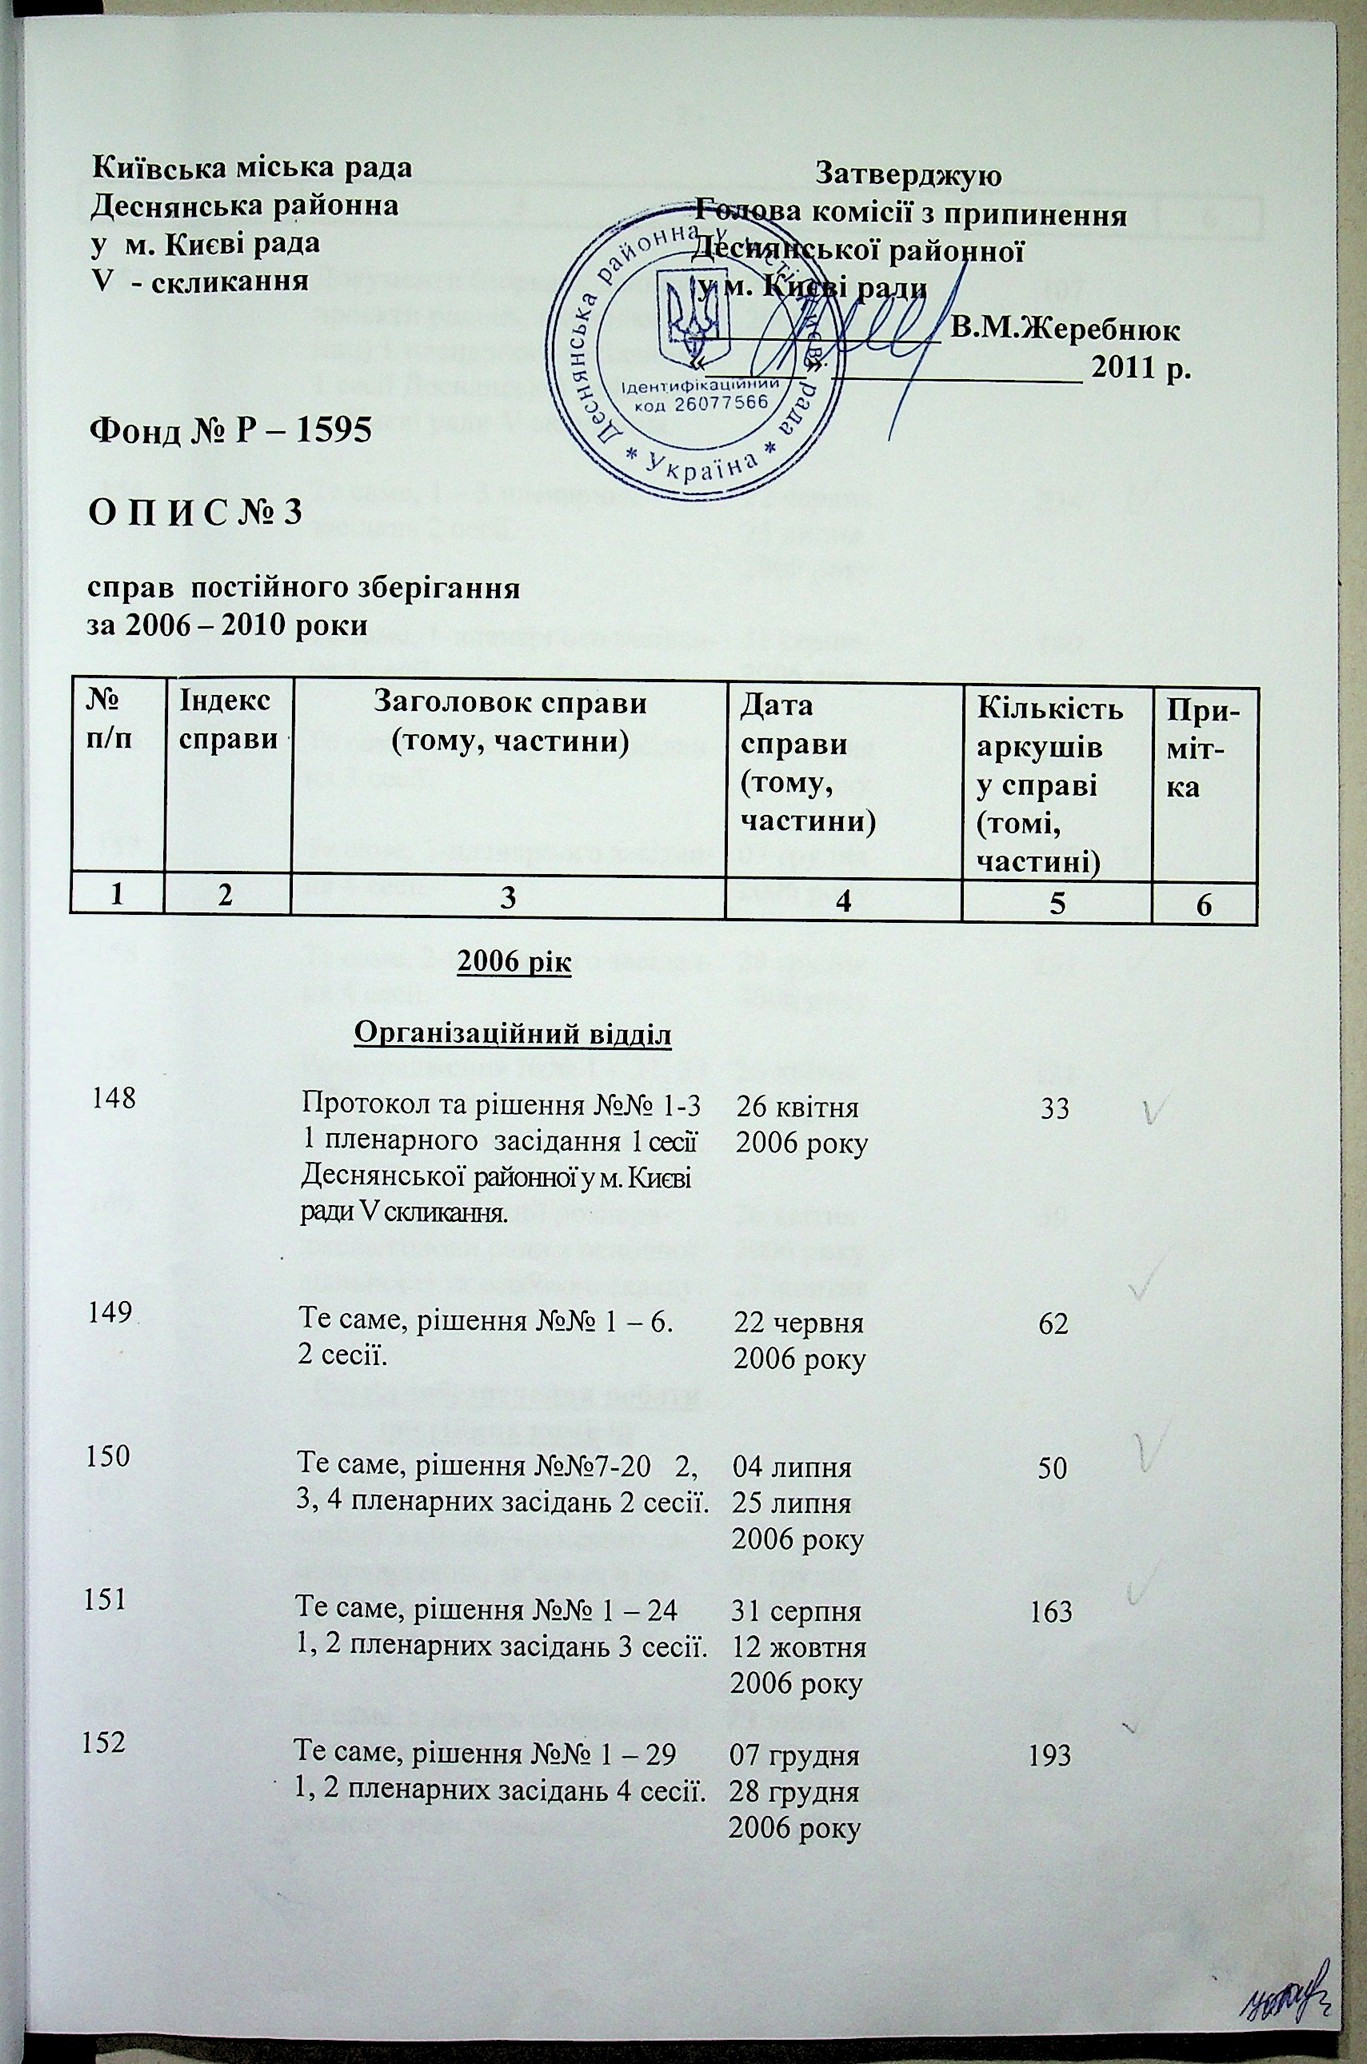 Київська міська рада
Деснянська районна
у м. Києві рада
V - скликання
Затверджую
Голова комісії з припинення
Деснянської районної
у м. Києві ради
В.М.Жеребнюк
« » 2011 р.
Деснянська районна у місті Києві рада * Україна *
Ідентифікаційний
код 26077566
Фонд № Р – 1595
О П И С № 3
справ постійного зберігання
за 2006 – 2010 роки
№ п/п
Індекс справи
Заголовок справи
(тому, частини)
Дата
справи
(тому,
частини)
Кількість
аркушів
у справі
(томі,
частині)
При-
міт-
ка
1 2 3 4 5 6
2006 рік
Організаційний відділ
148 Протокол та рішення №№ 1-3 26 квітня 33
1 пленарного засідання 1 сесії 2006 року
Деснянської районної у м. Києві
ради V скликання.
149 Те саме, рішення №№ 1 – 6. 22 червня 62
2 сесії. 2006 року
150 Те саме, рішення №№7-20 2, 04 липня 50
3, 4 пленарних засідань 2 сесії. 25 липня
2006 року
151 Те саме, рішення №№ 1 – 24 31 серпня 163
1, 2 пленарних засідань 3 сесії. 12 жовтня
2006 року
152 Те саме, рішення №№ 1 – 29 07 грудня 193
1, 2 пленарних засідань 4 сесії. 28 грудня
2006 року